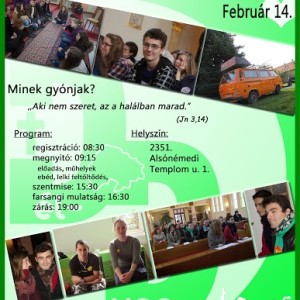 Február 14.
Minek gyónjak?
„Aki nem szeret, az a halálban marad.”
(Jn 3,14)
Program:
regisztráció: 08:30
megnyitó: 09:15
előadás, műhelyek
ebéd, lelki feltöltődés,
szentmise: 15:30
farsangi mulatság: 16:30
zárás: 19:00
Helyszín:
2351.
Alsónémedi
Templom u. 1.